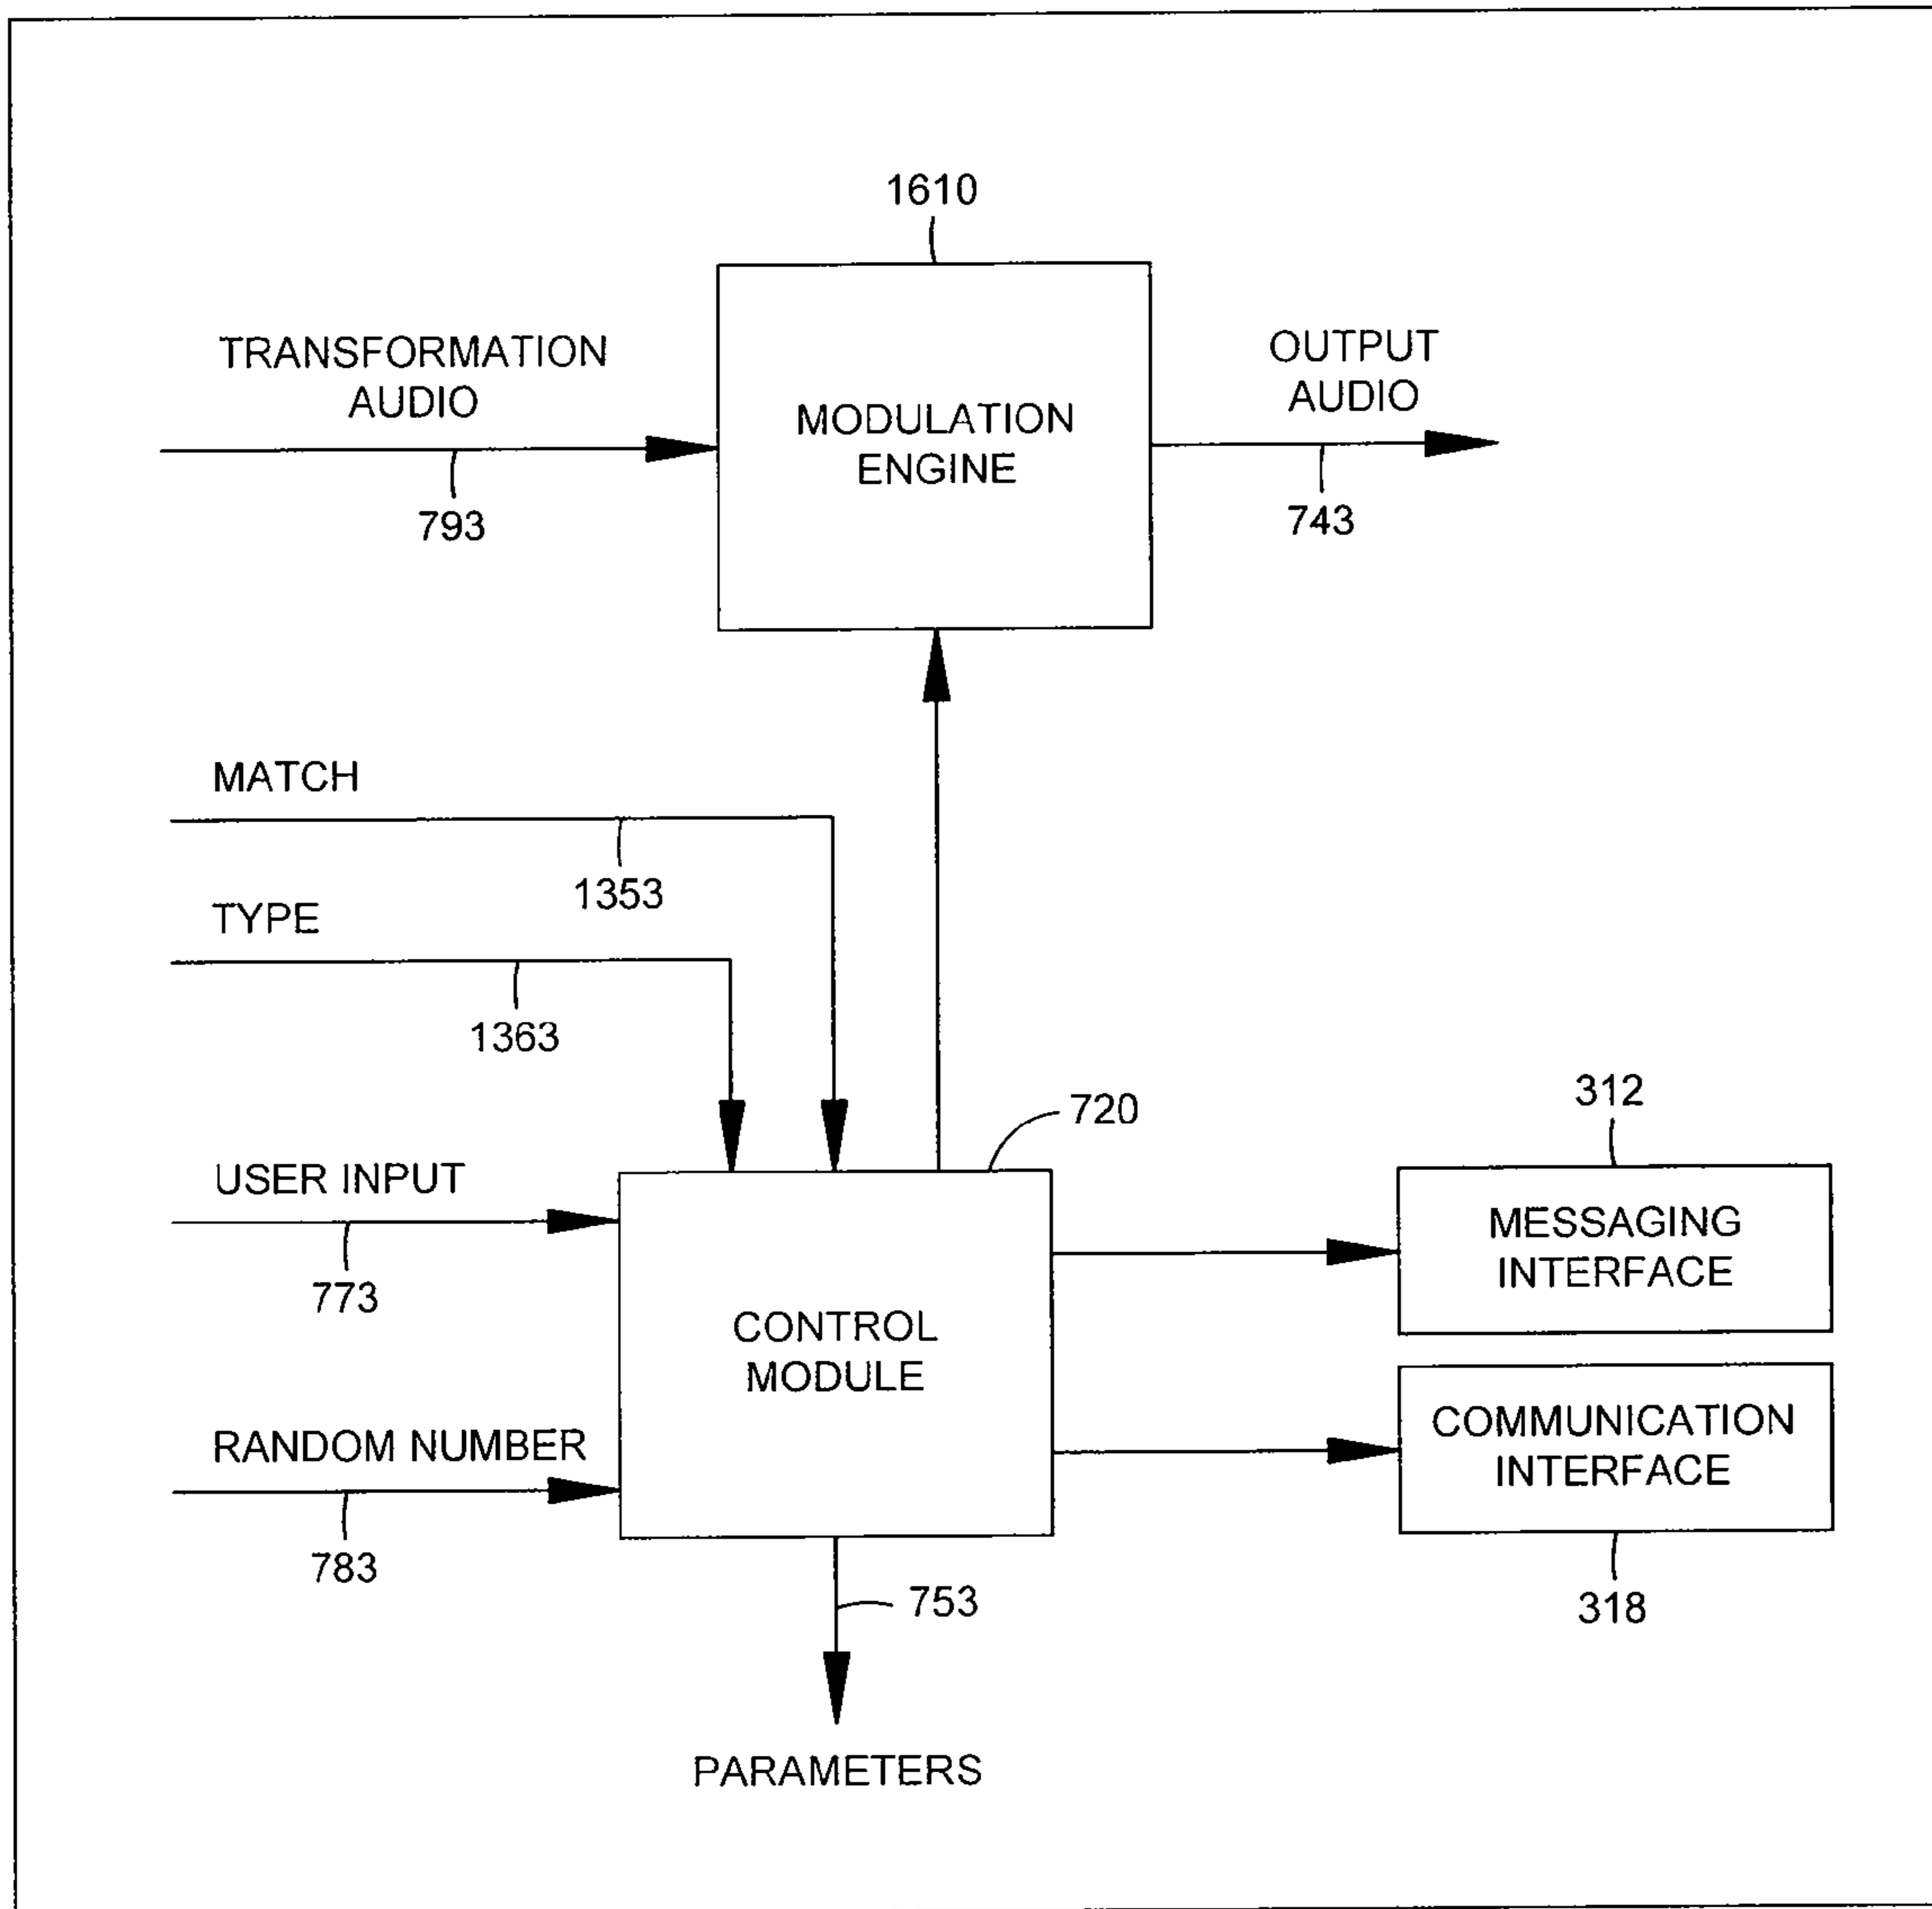 1610
TRANSFORMATION
AUDIO
793
MODULATION
ENGINE
OUTPUT
AUDIO
743
MATCH
1353
TYPE
1363
720
USER INPUT
773
RANDOM NUMBER
783
CONTROL
MODULE
312
MESSAGING
INTERFACE
COMMUNICATION
INTERFACE
318
753
PARAMETERS